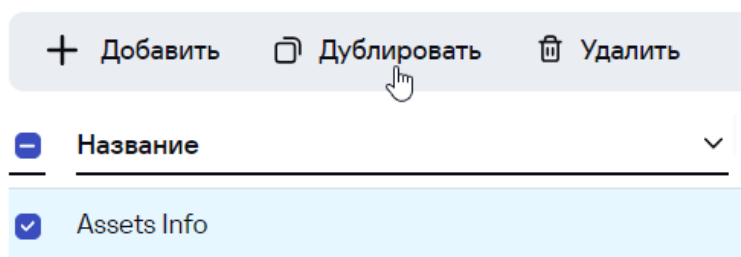 Добавить Дублировать Удалить
Название
Assets Info